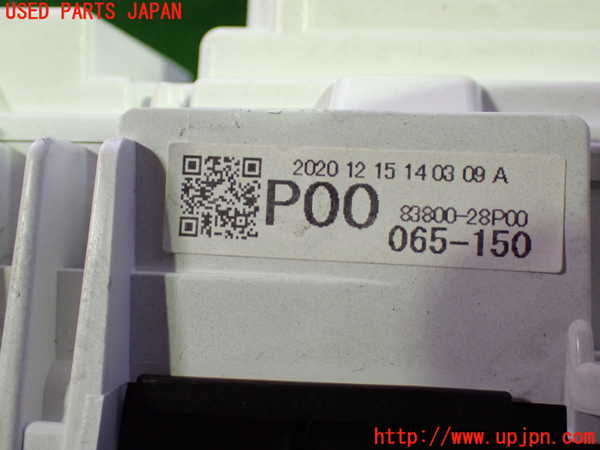 USED PARTS JAPAN
2020 12 15 14 03 09 A
P00
83800-28P00
065-150
http://www.upjpn.com/